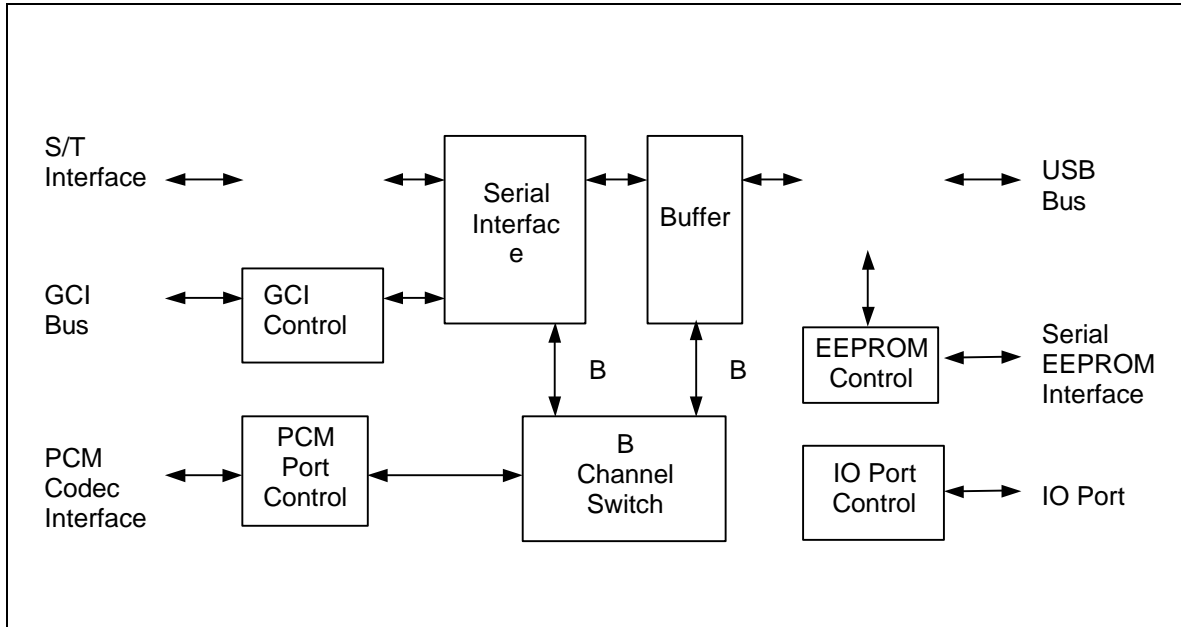 S/T
Interface
Serial
Interfac
e
Buffer
USB
Bus
GCI
Bus
GCI
Control
EEPROM
Control
Serial
EEPROM
Interface
B
B
PCM
Codec
Interface
PCM
Port
Control
B
Channel
Switch
IO Port
Control
IO Port